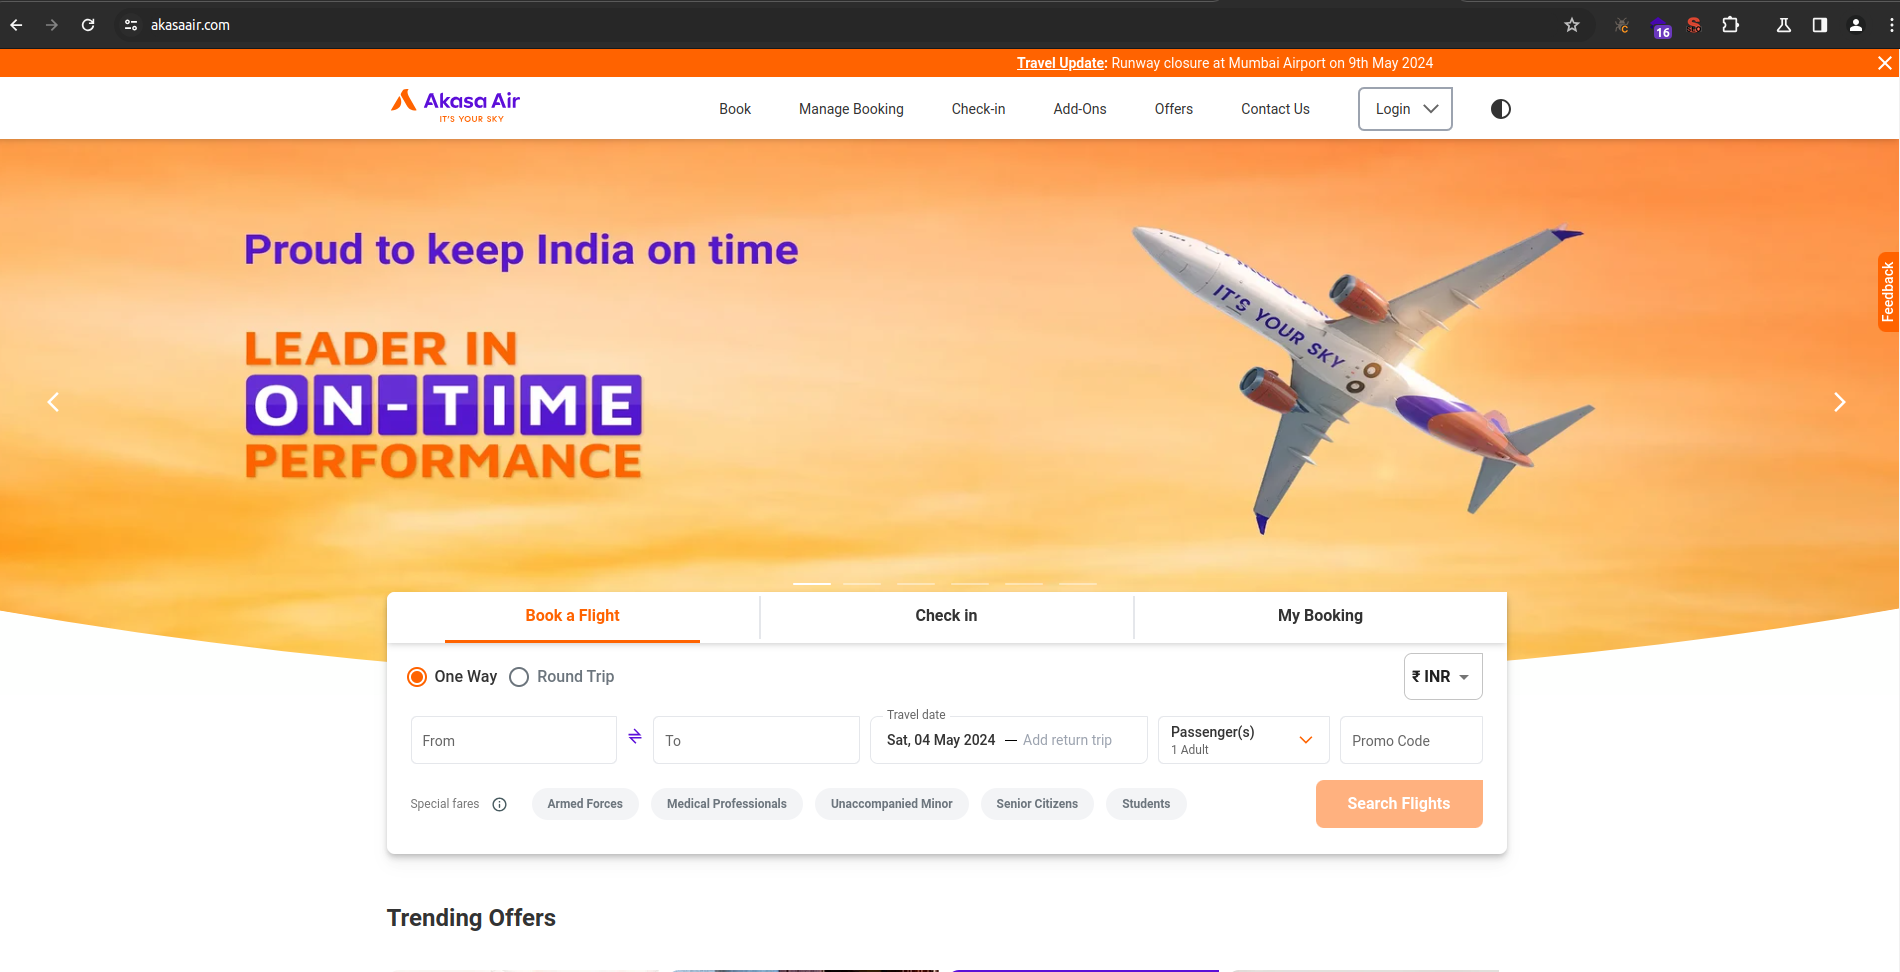 akasaair.com
16
Travel Update: Runway closure at Mumbai Airport on 9th May 2024
Akasa Air
IT'S YOUR SKY
Book
Manage Booking
Check-in
Add-Ons
Offers
Contact Us
Login
Proud to keep India on time
LEADER IN
ON-TIME
PERFORMANCE
IT'S YOUR SKY
Feedback
Book a Flight
Check in
My Booking
One Way
Round Trip
₹ INR
From
To
Travel date
Sat, 04 May 2024 — Add return trip
Passenger(s)
1 Adult
Promo Code
Special fares
Armed Forces
Medical Professionals
Unaccompanied Minor
Senior Citizens
Students
Search Flights
Trending Offers